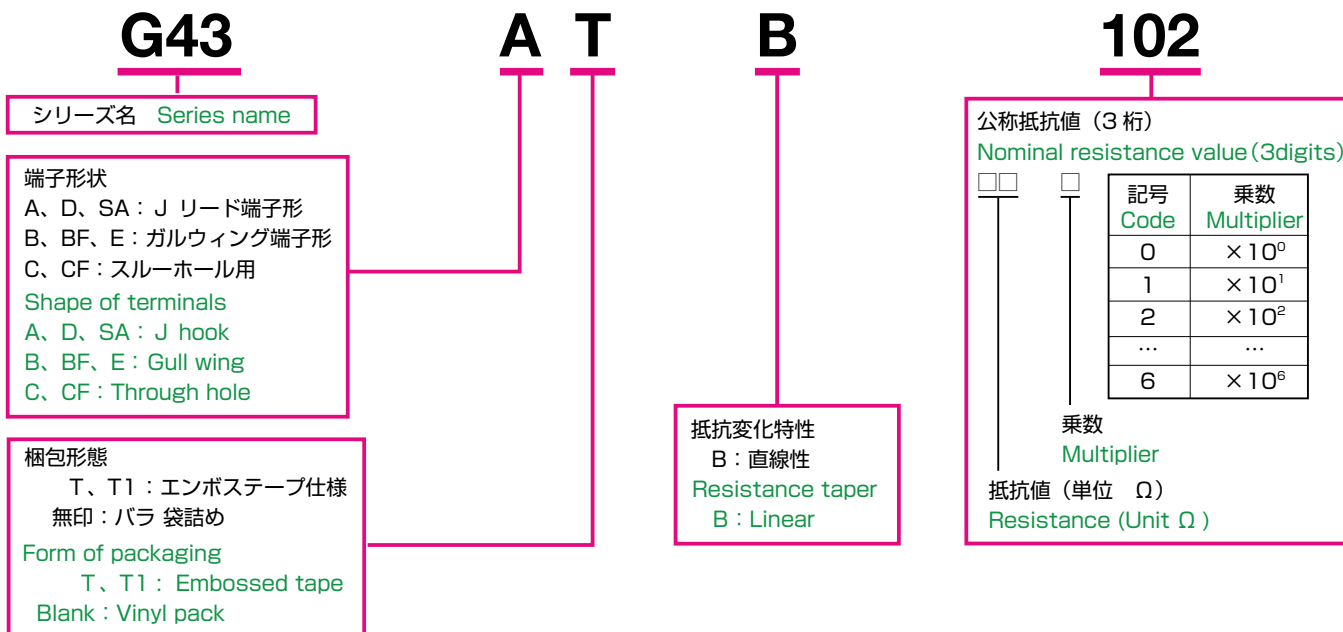 G43 A T B 102
シリーズ名 Series name
端子形状
A、D、SA：J リード端子形
B、BF、E：ガルウィング端子形
C、CF：スルーホール用
Shape of terminals
A、D、SA：J hook
B、BF、E：Gull wing
C、CF：Through hole
梱包形態
T、T1：エンボステープ仕様
無印：バラ 袋詰め
Form of packaging
T、T1：Embossed tape
Blank：Vinyl pack
抵抗変化特性
B：直線性
Resistance taper
B：Linear
公称抵抗値（3 桁）
Nominal resistance value（3digits）
□□ □
記号 乗数
Code Multiplier
0 ×10⁰
1 ×10¹
2 ×10²
… …
6 ×10⁶
乗数
Multiplier
抵抗値（単位 Ω）
Resistance (Unit Ω )